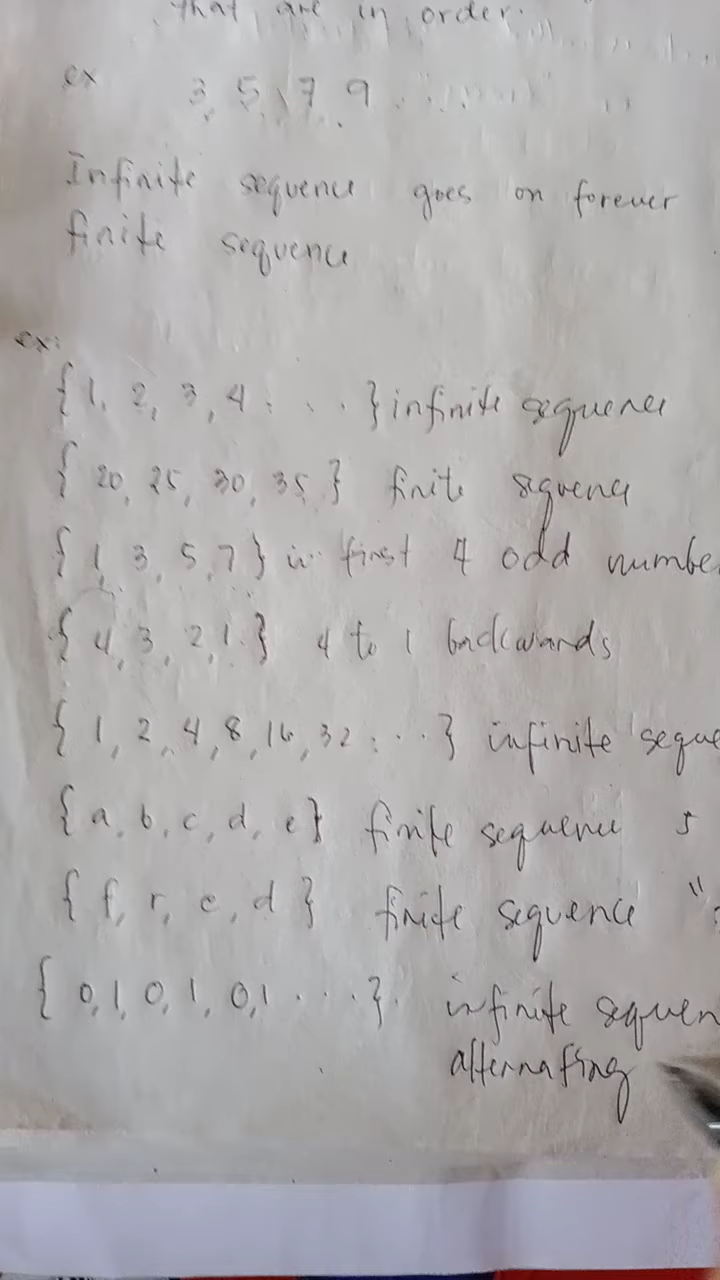 that are in order.
ex 3, 5, 7, 9 . . . . . . .
Infinite sequence goes on forever
finite sequence
ex:
{1, 2, 3, 4 . . . } infinite sequence
{ 20, 25, 30, 35 } finite sequence
{ 1, 3, 5, 7 } is first 4 odd numbe
{ 4, 3, 2, 1 } 4 to 1 backwards
{ 1, 2, 4, 8, 16, 32 . . . } infinite seque
{ a, b, c, d, e } finite sequence 5
{ f, r, e, d } finite sequence "
{ 0, 1, 0, 1, 0, 1 . . . } infinite sequen
alternating